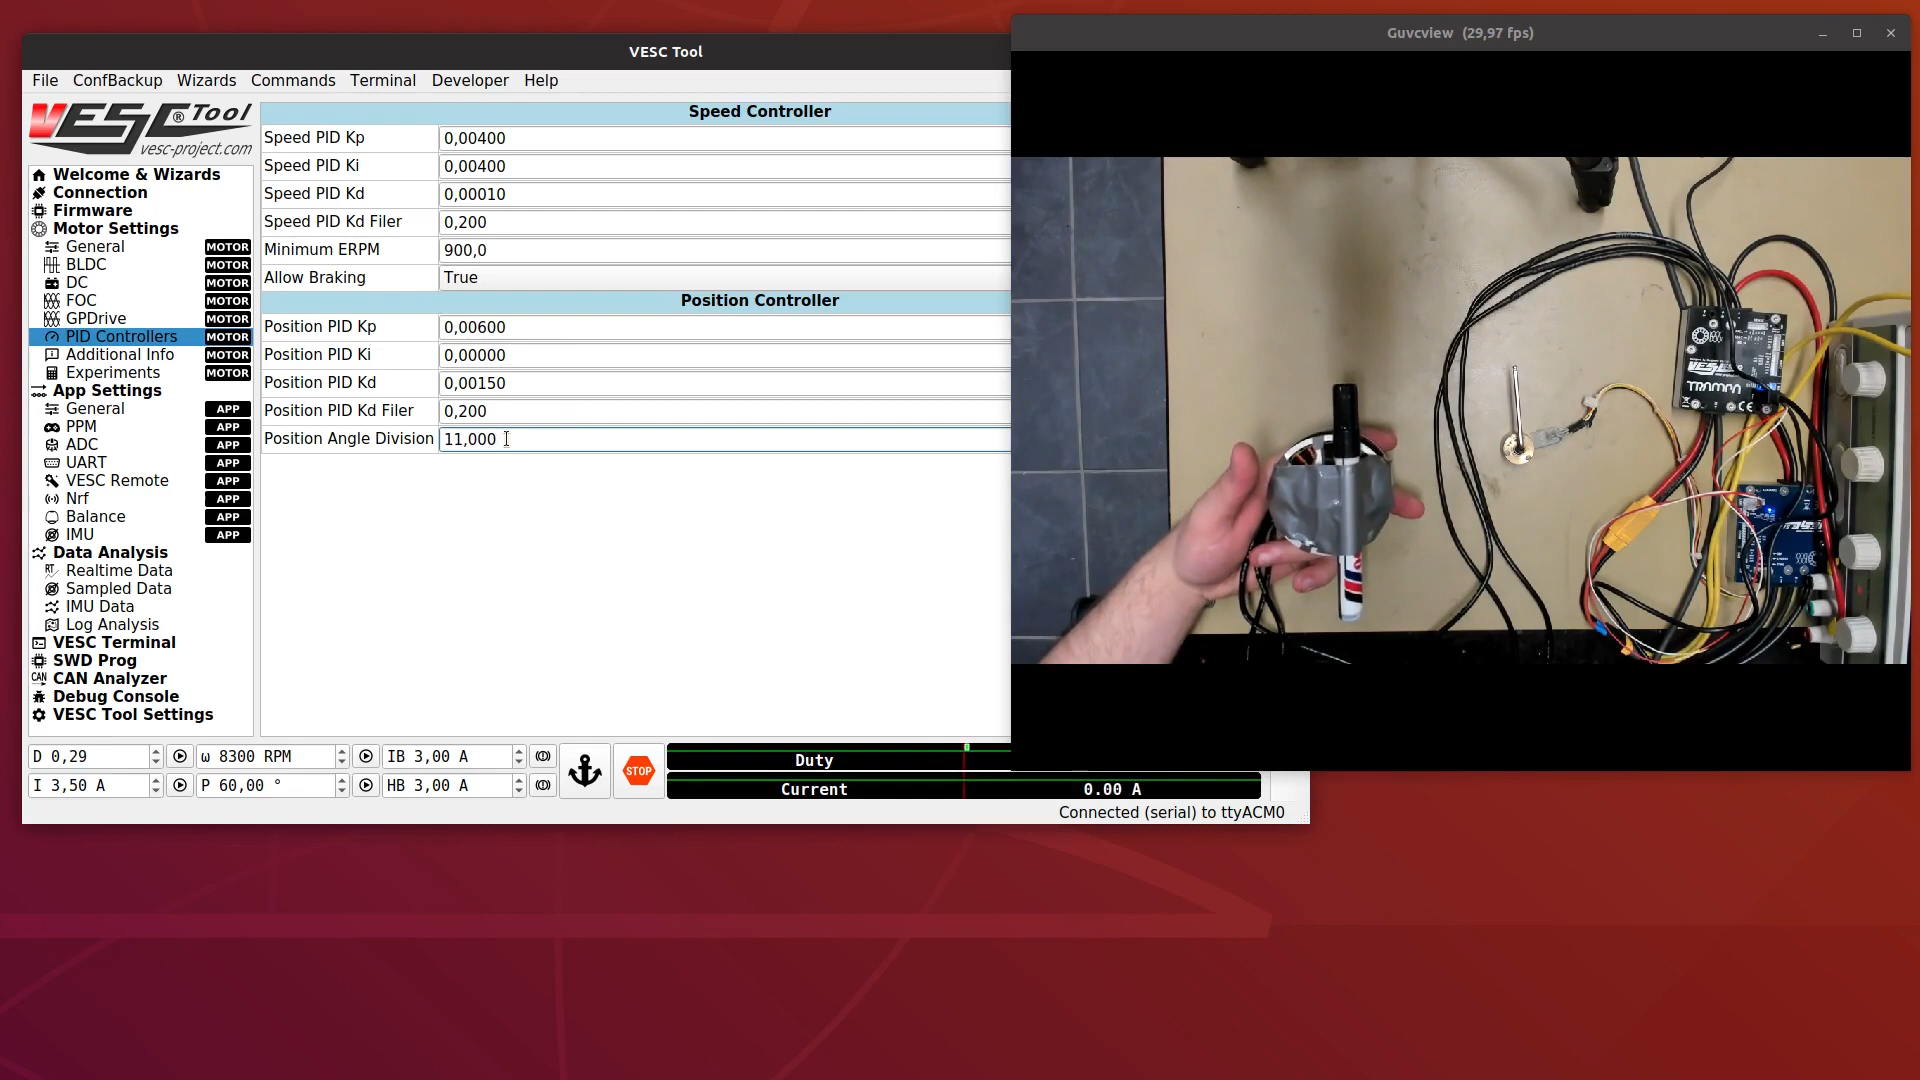 VESC Tool
File ConfBackup Wizards Commands Terminal Developer Help
VESC® Tool
vesc-project.com
Welcome & Wizards
Connection
Firmware
Motor Settings
General MOTOR
BLDC MOTOR
DC MOTOR
FOC MOTOR
GPDrive MOTOR
PID Controllers MOTOR
Additional Info MOTOR
Experiments MOTOR
App Settings
General APP
PPM APP
ADC APP
UART APP
VESC Remote APP
Nrf APP
Balance APP
IMU APP
Data Analysis
RT Realtime Data
Sampled Data
IMU Data
Log Analysis
VESC Terminal
SWD Prog
CAN CAN Analyzer
Debug Console
VESC Tool Settings
Speed Controller
Speed PID Kp 0,00400
Speed PID Ki 0,00400
Speed PID Kd 0,00010
Speed PID Kd Filer 0,200
Minimum ERPM 900,0
Allow Braking True
Position Controller
Position PID Kp 0,00600
Position PID Ki 0,00000
Position PID Kd 0,00150
Position PID Kd Filer 0,200
Position Angle Division 11,000
D 0,29 ω 8300 RPM IB 3,00 A
I 3,50 A P 60,00 ° HB 3,00 A
STOP
Duty
Current 0.00 A
Connected (serial) to ttyACM0
Guvcview (29,97 fps)
VESC
TRAMPA